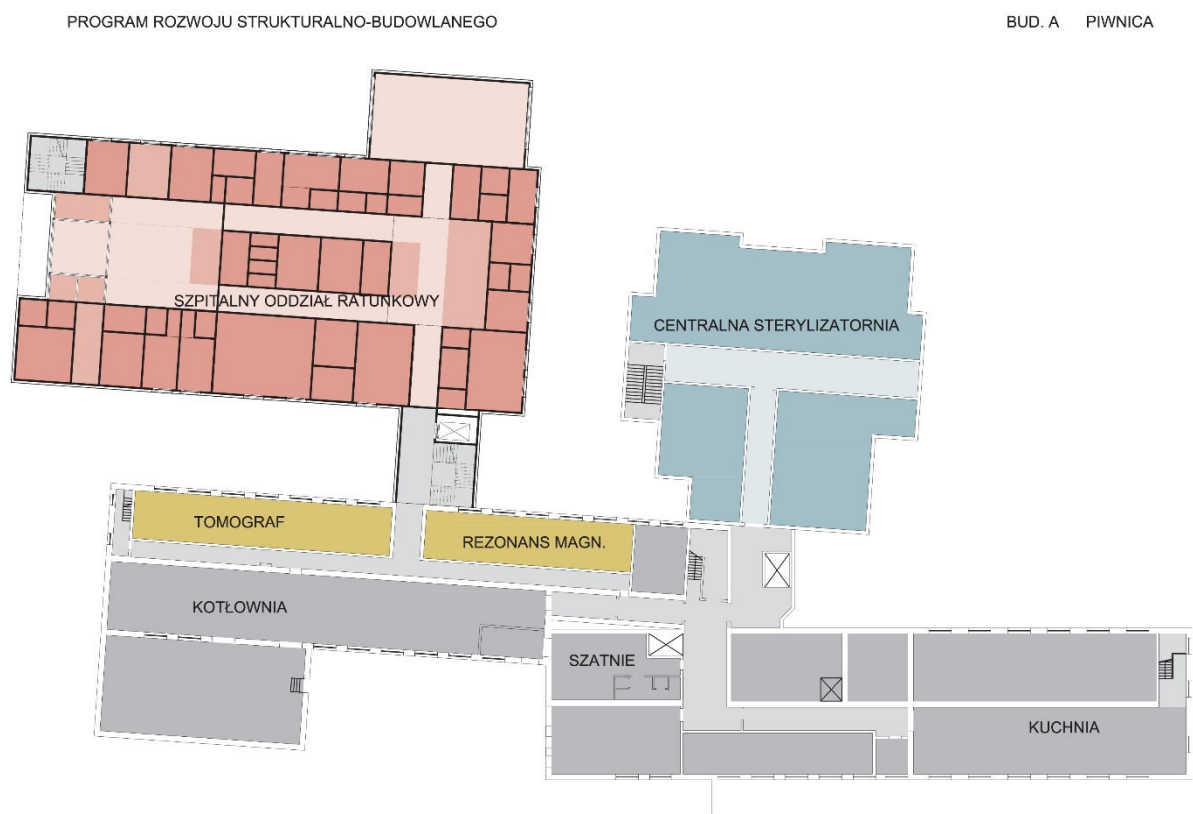 PROGRAM ROZWOJU STRUKTURALNO-BUDOWLANEGO
BUD. A PIWNICA
SZPITALNY ODDZIAŁ RATUNKOWY
CENTRALNA STERYLIZATORNIA
TOMOGRAF
REZONANS MAGN.
KOTŁOWNIA
SZATNIE
KUCHNIA